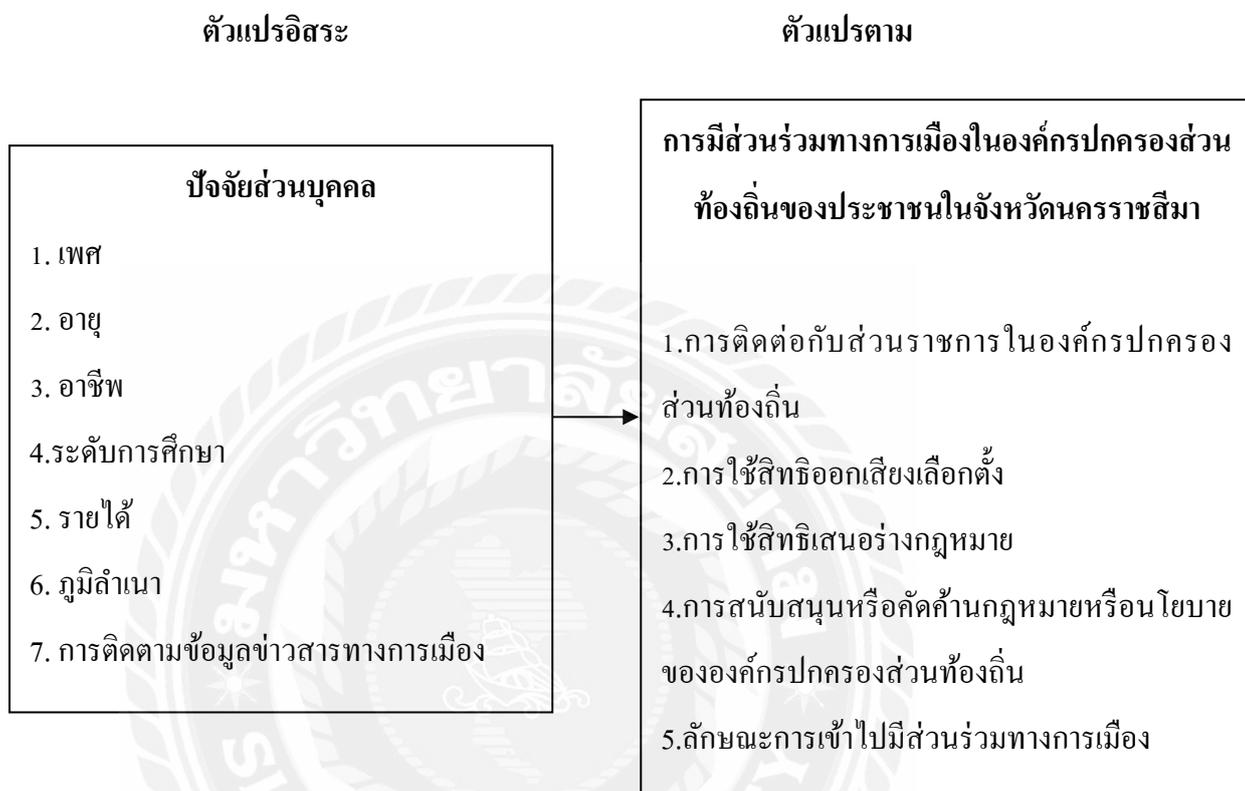 ตัวแปรอิสระ
ตัวแปรตาม
ปัจจัยส่วนบุคคล
1. เพศ
2. อายุ
3. อาชีพ
4.ระดับการศึกษา
5. รายได้
6. ภูมิลำเนา
7. การติดตามข้อมูลข่าวสารทางการเมือง
การมีส่วนร่วมทางการเมืองในองค์กรปกครองส่วน
ท้องถิ่นของประชาชนในจังหวัดนครราชสีมา
1.การติดต่อกับส่วนราชการในองค์กรปกครอง
ส่วนท้องถิ่น
2.การใช้สิทธิออกเสียงเลือกตั้ง
3.การใช้สิทธิเสนอร่างกฎหมาย
4.การสนับสนุนหรือคัดค้านกฎหมายหรือนโยบาย
ขององค์กรปกครองส่วนท้องถิ่น
5.ลักษณะการเข้าไปมีส่วนร่วมทางการเมือง
มหาวิทยาลัยสยาม